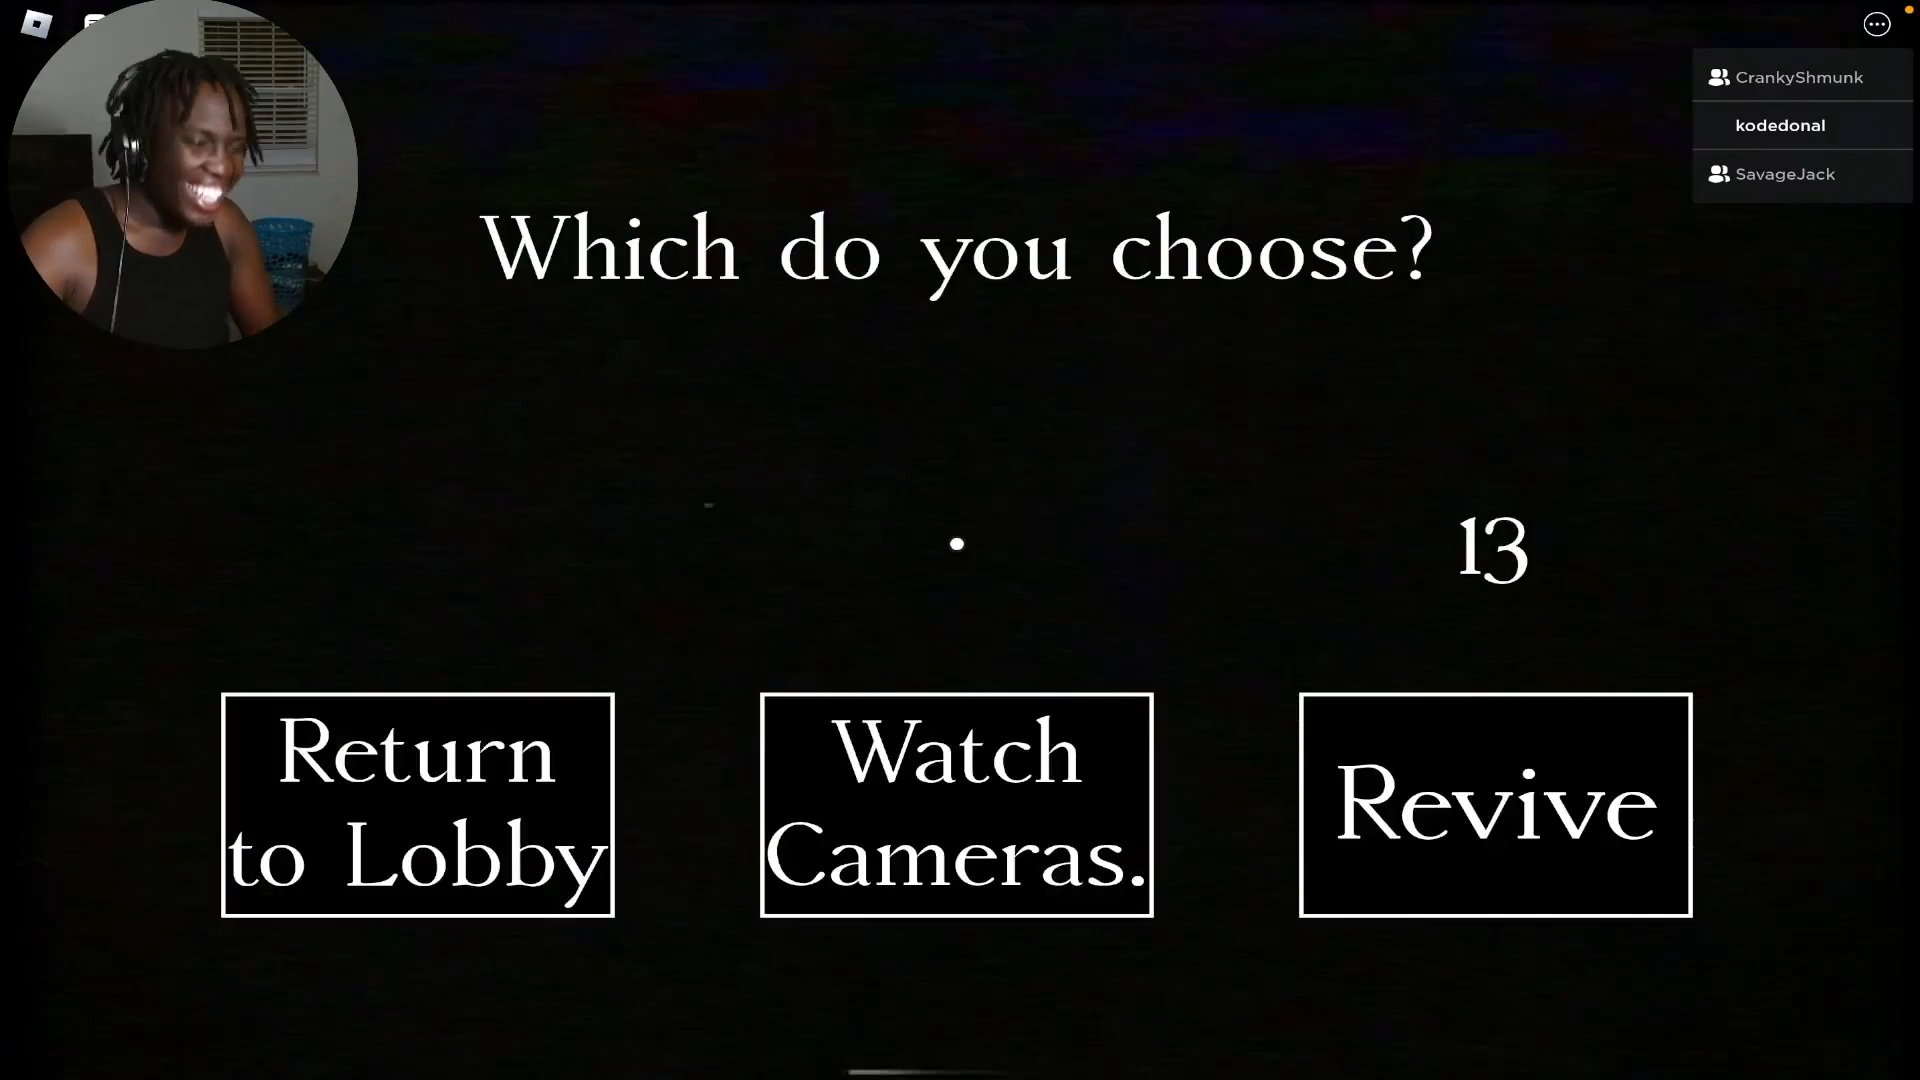 CrankyShmunk
kodedonal
SavageJack
Which do you choose?
13
Return
to Lobby
Watch
Cameras.
Revive